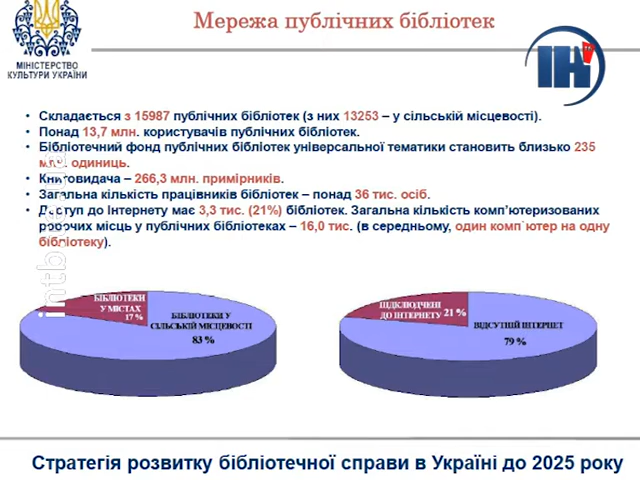 Мережа публічних бібліотек
МІНІСТЕРСТВО
КУЛЬТУРИ УКРАЇНИ
ІН
• Складається з 15987 публічних бібліотек (з них 13253 – у сільській місцевості).
• Понад 13,7 млн. користувачів публічних бібліотек.
• Бібліотечний фонд публічних бібліотек універсальної тематики становить близько 235
млн. одиниць.
• Книговидача – 266,3 млн. примірників.
• Загальна кількість працівників бібліотек – понад 36 тис. осіб.
• Доступ до Інтернету має 3,3 тис. (21%) бібліотек. Загальна кількість комп’ютеризованих
робочих місць у публічних бібліотеках – 16,0 тис. (в середньому, один комп`ютер на одну
бібліотеку).
БІБЛІОТЕКИ
У МІСТАХ
17 %
БІБЛІОТЕКИ У
СІЛЬСЬКІЙ МІСЦЕВОСТІ
83 %
ПІДКЛЮДЧЕНІ
ДО ІНТЕРНЕТУ 21 %
ВІДСУТНІЙ ІНТЕРНЕТ
79 %
Стратегія розвитку бібліотечної справи в Україні до 2025 року